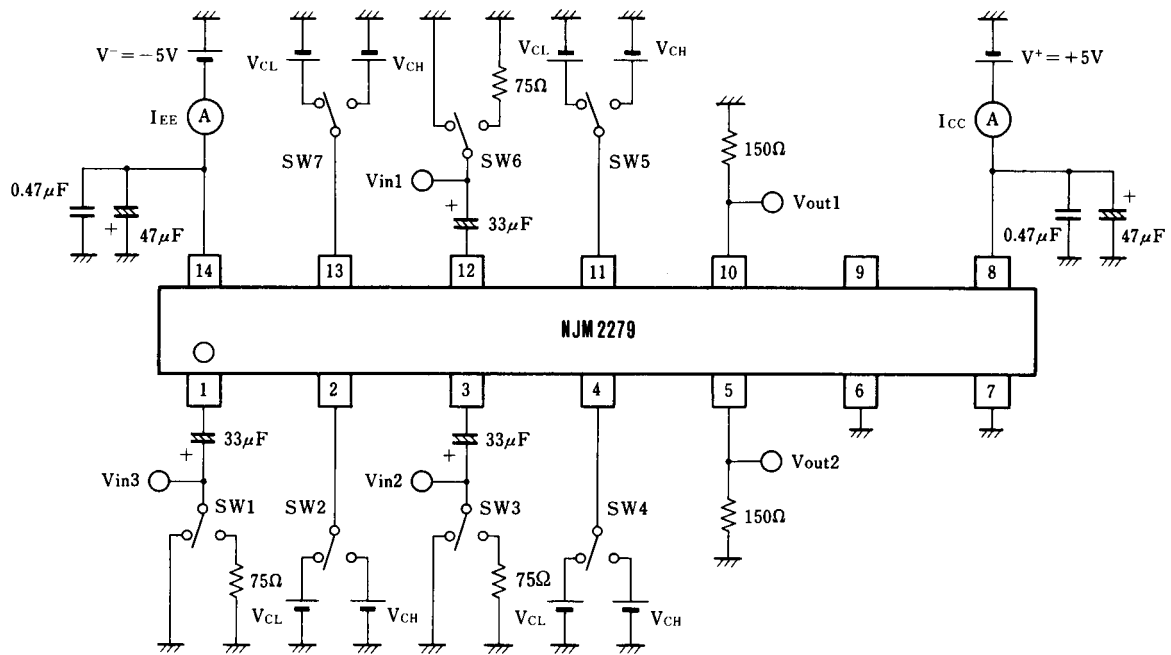 V⁻=−5V
VCL
VCH
75Ω
VCL
VCH
V⁺=+5V
IEE
A
ICC
A
SW7
SW6
SW5
150Ω
0.47μF
47μF
+
Vin1
+
33μF
Vout1
0.47μF
+
47μF
14
13
12
11
10
9
8
NJM2279
1
2
3
4
5
6
7
33μF
+
33μF
+
Vin3
Vin2
Vout2
SW1
SW2
SW3
SW4
150Ω
75Ω
75Ω
VCL
VCH
VCL
VCH